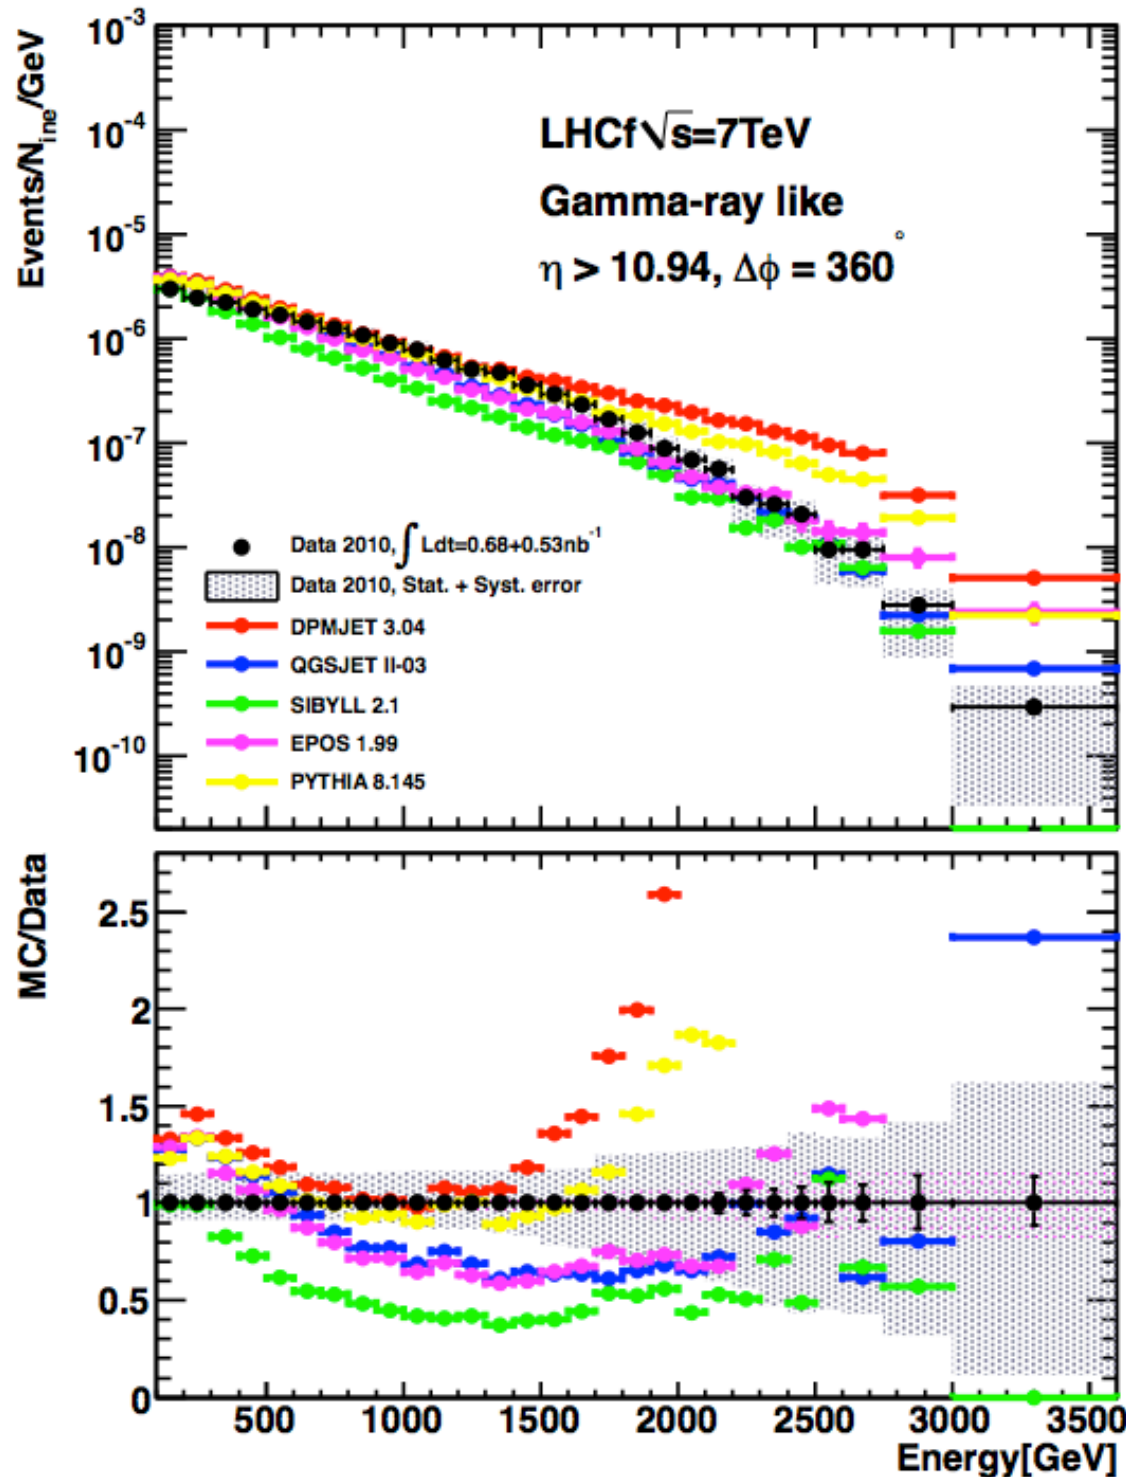 Events/N_ine/GeV
10^-3
10^-4
10^-5
10^-6
10^-7
10^-8
10^-9
10^-10
LHCf √s=7TeV
Gamma-ray like
η > 10.94, Δϕ = 360°
Data 2010, ∫ Ldt=0.68+0.53nb^-1
Data 2010, Stat. + Syst. error
DPMJET 3.04
QGSJET II-03
SIBYLL 2.1
EPOS 1.99
PYTHIA 8.145
MC/Data
2.5
2
1.5
1
0.5
0
500 1000 1500 2000 2500 3000 3500
Energy[GeV]